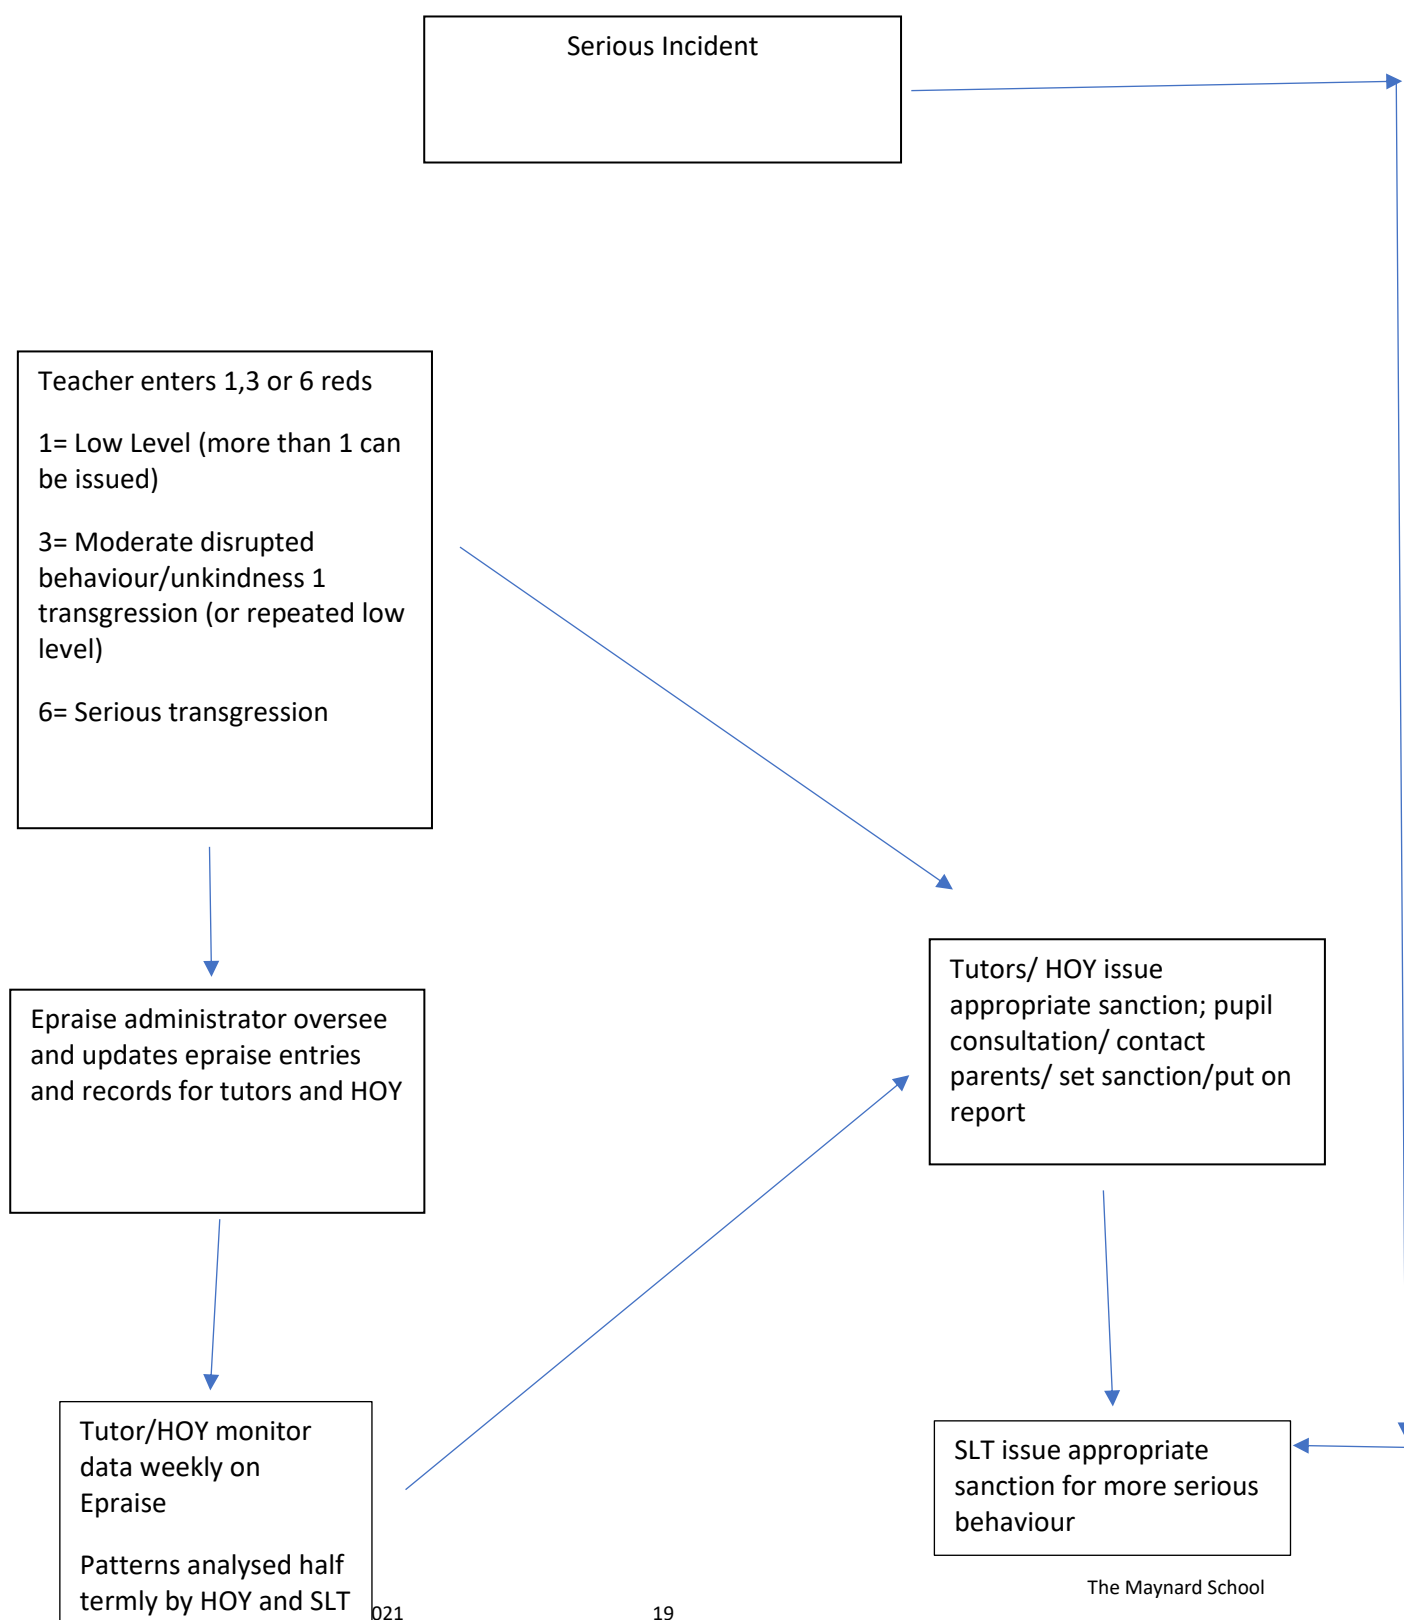 Serious Incident
Teacher enters 1,3 or 6 reds
1= Low Level (more than 1 can
be issued)
3= Moderate disrupted
behaviour/unkindness 1
transgression (or repeated low
level)
6= Serious transgression
Epraise administrator oversee
and updates epraise entries
and records for tutors and HOY
Tutors/ HOY issue
appropriate sanction; pupil
consultation/ contact
parents/ set sanction/put on
report
Tutor/HOY monitor
data weekly on
Epraise
Patterns analysed half
termly by HOY and SLT
SLT issue appropriate
sanction for more serious
behaviour
The Maynard School
021
19